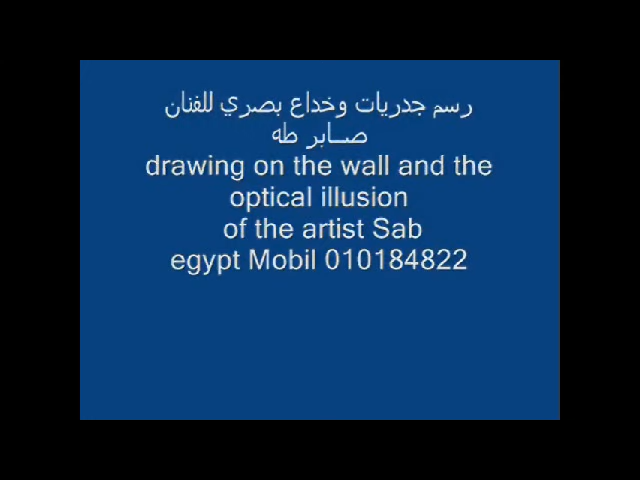 رسم جدريات وخداع بصري للفنان
صـابر طه
drawing on the wall and the
optical illusion
of the artist Sab
egypt Mobil 010184822